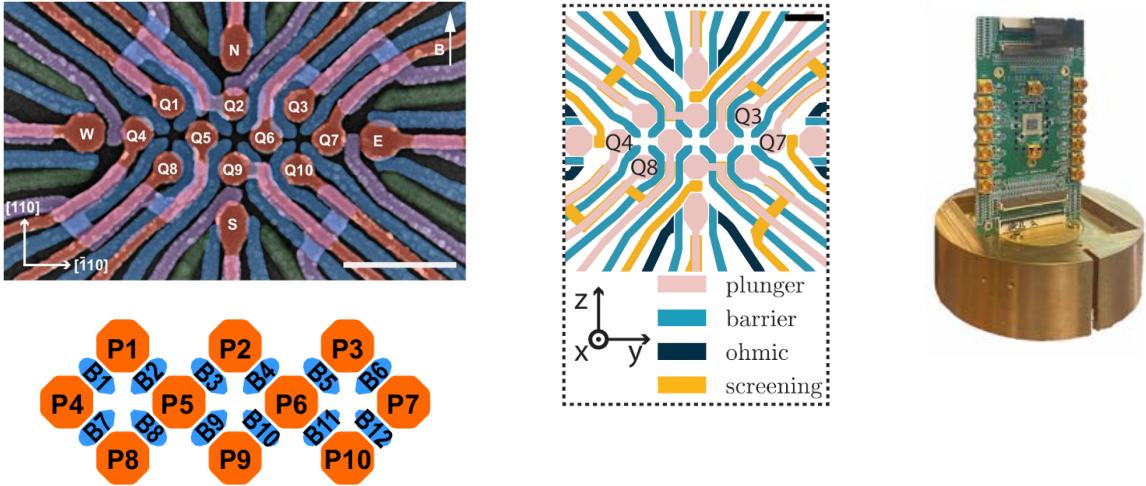 N
B
Q1
Q2
Q3
W
Q4
Q5
Q6
Q7
E
Q8
Q9
Q10
S
[110]
[1̄10]
Q3
Q4
Q7
Q8
plunger
barrier
ohmic
screening
z
x
y
P1
P2
P3
B1
B2
B3
B4
B5
B6
P4
P5
P6
P7
B7
B8
B9
B10
B11
B12
P8
P9
P10